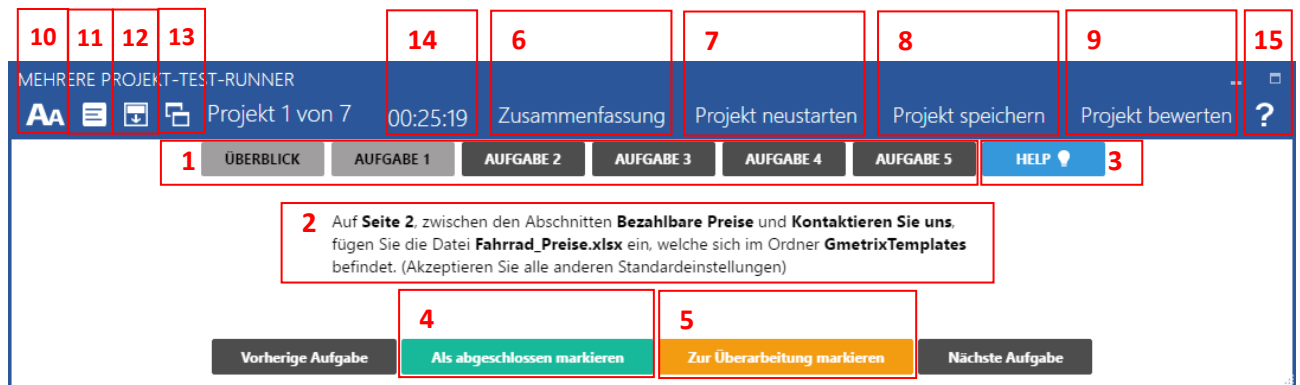 10 11 12 13 14 6 7 8 9 15
MEHRERE PROJEKT-TEST-RUNNER
AA Projekt 1 von 7 00:25:19 Zusammenfassung Projekt neustarten Projekt speichern Projekt bewerten ?
1 ÜBERBLICK AUFGABE 1 AUFGABE 2 AUFGABE 3 AUFGABE 4 AUFGABE 5 HELP 3
2 Auf Seite 2, zwischen den Abschnitten Bezahlbare Preise und Kontaktieren Sie uns,
fügen Sie die Datei Fahrrad_Preise.xlsx ein, welche sich im Ordner GmetrixTemplates
befindet. (Akzeptieren Sie alle anderen Standardeinstellungen)
4 5
Vorherige Aufgabe Als abgeschlossen markieren Zur Überarbeitung markieren Nächste Aufgabe